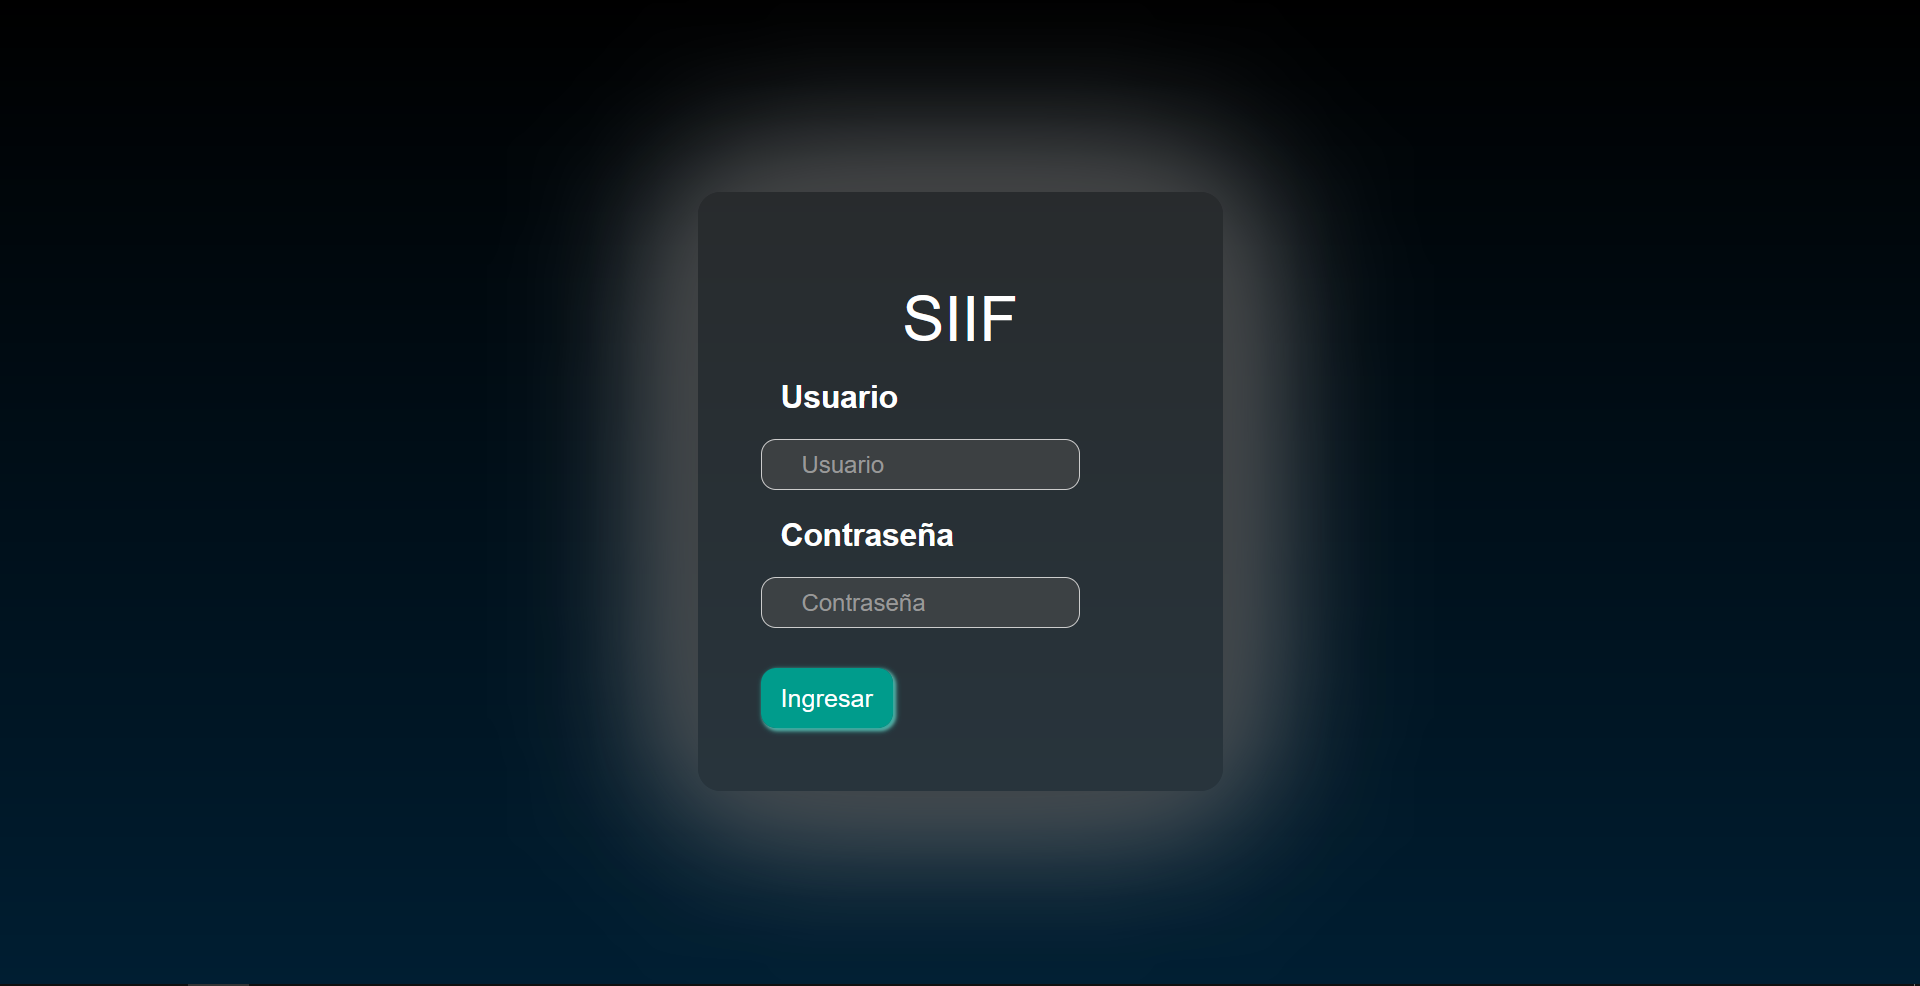 SIIF
Usuario
Usuario
Contraseña
Contraseña
Ingresar